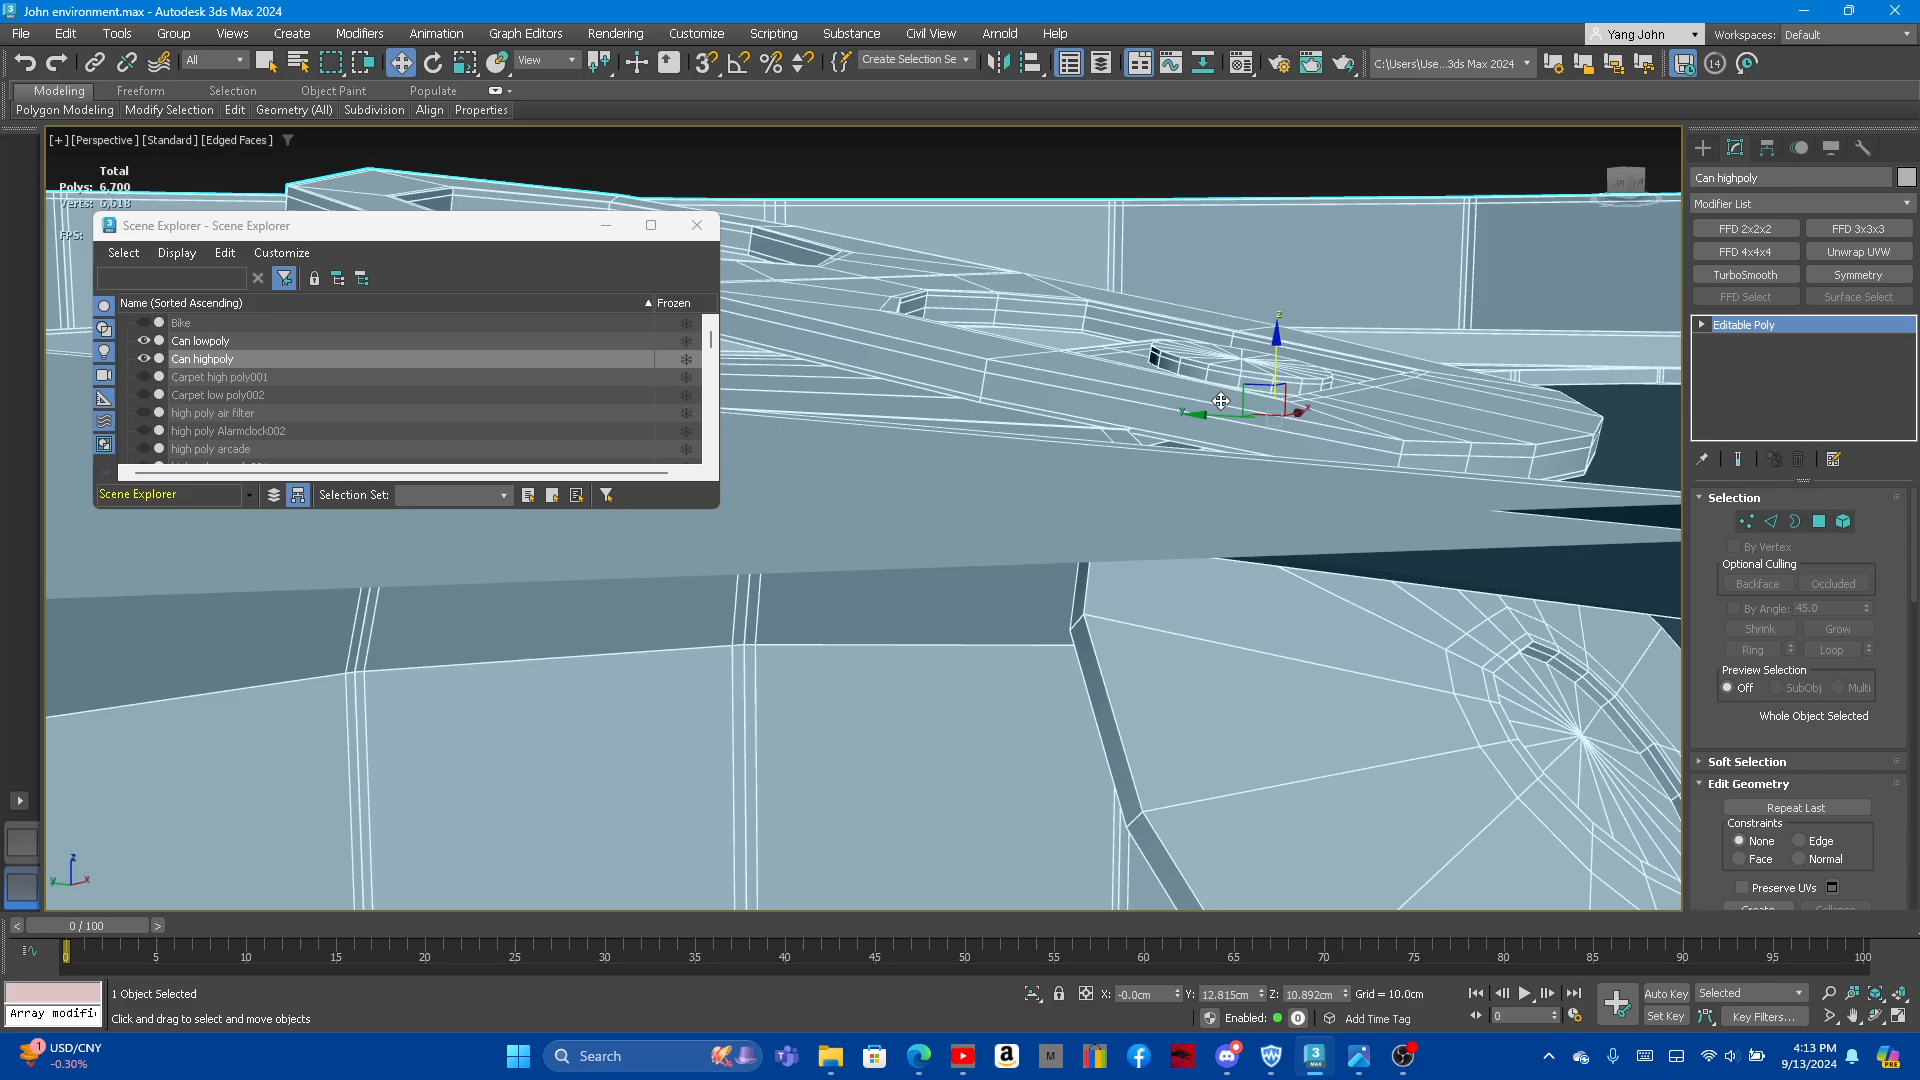 John environment.max - Autodesk 3ds Max 2024
File Edit Tools Group Views Create Modifiers Animation Graph Editors Rendering Customize Scripting Substance Civil View Arnold Help
Yang John Workspaces: Default
All View Create Selection Se C:\Users\Use...3ds Max 2024 14
Modeling Freeform Selection Object Paint Populate
Polygon Modeling Modify Selection Edit Geometry (All) Subdivision Align Properties
[+] [Perspective ] [Standard ] [Edged Faces ]
Total
Polys: 6,700
Verts: 6,618
FPS:
Scene Explorer - Scene Explorer
Select Display Edit Customize
Name (Sorted Ascending) Frozen
Bike
Can lowpoly
Can highpoly
Carpet high poly001
Carpet low poly002
high poly air filter
high poly Alarmclock002
high poly arcade
Scene Explorer Selection Set:
z
y x
z
y x
Can highpoly
Modifier List
FFD 2x2x2 FFD 3x3x3
FFD 4x4x4 Unwrap UVW
TurboSmooth Symmetry
FFD Select Surface Select
Editable Poly
Selection
By Vertex
Optional Culling
Backface Occluded
By Angle: 45.0
Shrink Grow
Ring Loop
Preview Selection
Off SubObj Multi
Whole Object Selected
Soft Selection
Edit Geometry
Repeat Last
Constraints
None Edge
Face Normal
Preserve UVs
Create Collapse
< 0 / 100 >
0 5 10 15 20 25 30 35 40 45 50 55 60 65 70 75 80 85 90 95 100
1 Object Selected X: -0.0cm Y: 12.815cm Z: 10.892cm Grid = 10.0cm Auto Key Selected
Array modifi Click and drag to select and move objects Enabled: 0 Add Time Tag 0 Set Key Key Filters...
1 USD/CNY
-0.30%
Search
4:13 PM
9/13/2024